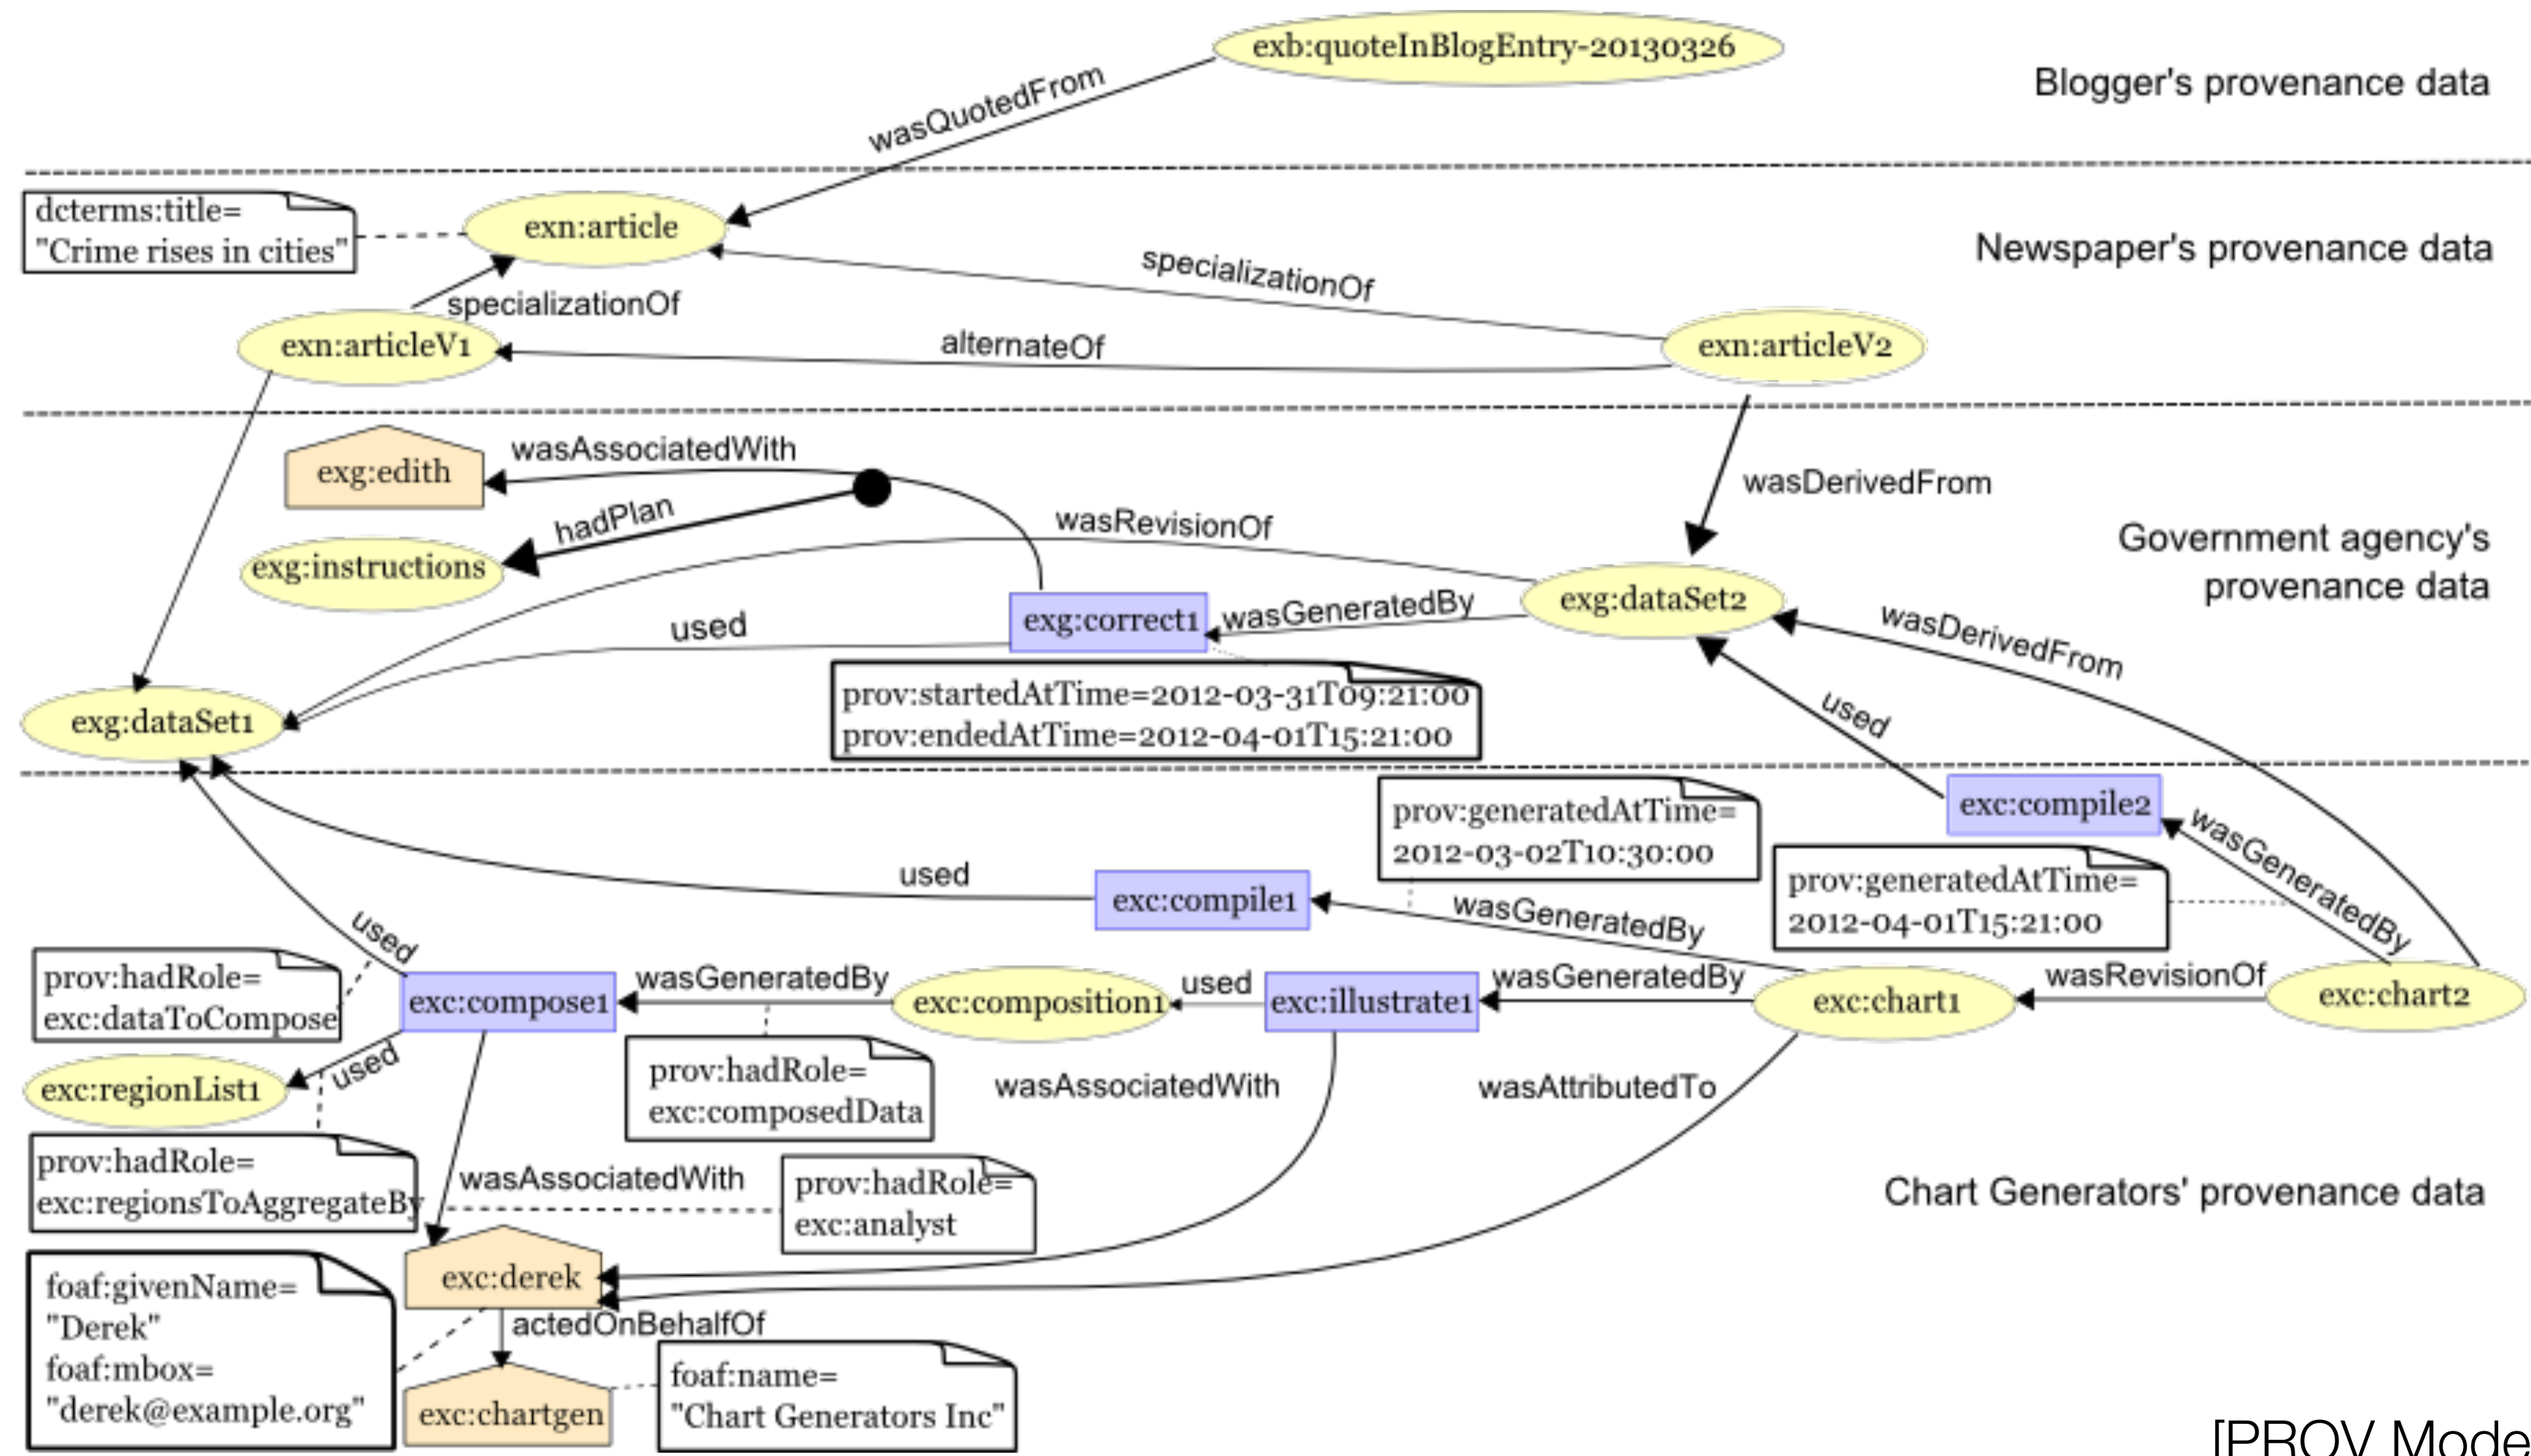 exb:quoteInBlogEntry-20130326
Blogger's provenance data
wasQuotedFrom
dcterms:title=
"Crime rises in cities"
exn:article
Newspaper's provenance data
specializationOf
specializationOf
exn:articleV1
alternateOf
exn:articleV2
wasAssociatedWith
exg:edith
wasDerivedFrom
hadPlan
wasRevisionOf
Government agency's
provenance data
exg:instructions
exg:dataSet2
exg:correct1
wasGeneratedBy
used
wasDerivedFrom
prov:startedAtTime=2012-03-31T09:21:00
prov:endedAtTime=2012-04-01T15:21:00
exg:dataSet1
used
prov:generatedAtTime=
2012-03-02T10:30:00
exc:compile2
wasGeneratedBy
used
exc:compile1
prov:generatedAtTime=
2012-04-01T15:21:00
wasGeneratedBy
used
prov:hadRole=
exc:dataToCompose
exc:compose1
wasGeneratedBy
exc:composition1
used
exc:illustrate1
wasGeneratedBy
exc:chart1
wasRevisionOf
exc:chart2
used
exc:regionList1
prov:hadRole=
exc:composedData
wasAssociatedWith
wasAttributedTo
prov:hadRole=
exc:regionsToAggregateBy
wasAssociatedWith
prov:hadRole=
exc:analyst
Chart Generators' provenance data
exc:derek
foaf:givenName=
"Derek"
foaf:mbox=
"derek@example.org"
actedOnBehalfOf
exc:chartgen
foaf:name=
"Chart Generators Inc"
[PROV Mode